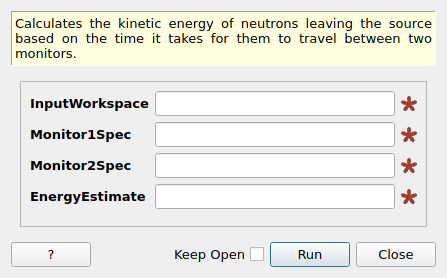 Calculates the kinetic energy of neutrons leaving the source
based on the time it takes for them to travel between two
monitors.
InputWorkspace
Monitor1Spec
Monitor2Spec
EnergyEstimate
? Keep Open Run Close